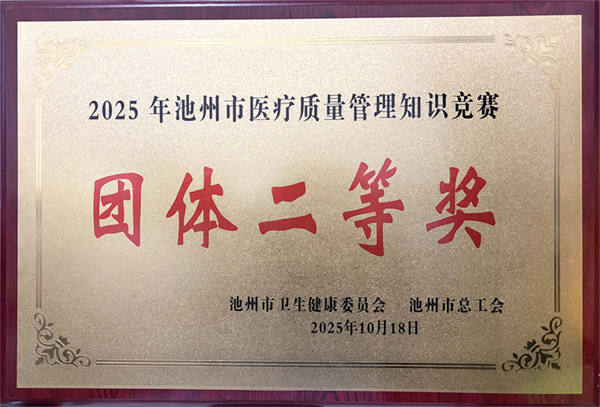 2025 年池州市医疗质量管理知识竞赛
团体二等奖
池州市卫生健康委员会 池州市总工会
2025年10月18日